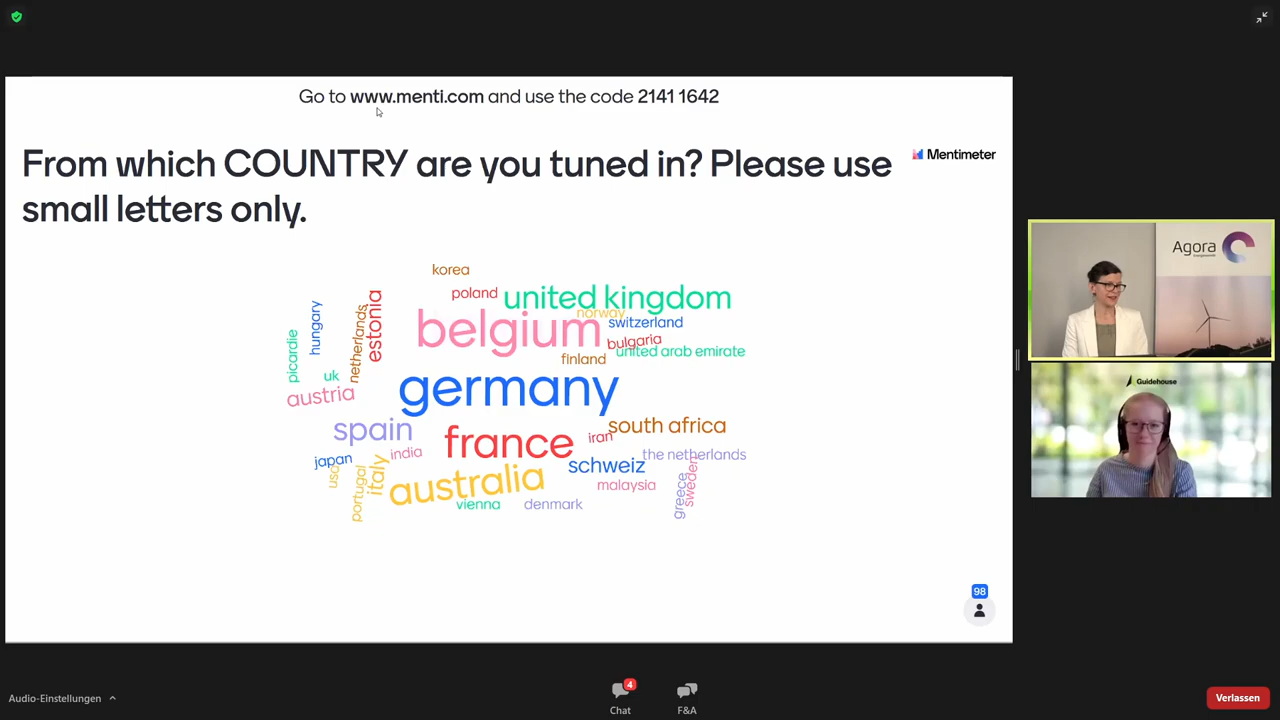 Go to www.menti.com and use the code 2141 1642
From which COUNTRY are you tuned in? Please use
small letters only.
Mentimeter
korea
poland
united kingdom
norway
belgium
switzerland
bulgaria
united arab emirate
finland
estonia
netherlands
hungary
picardie
uk
austria
germany
spain
france
south africa
iran
the netherlands
schweiz
india
japan
usa
portugal
italy
australia
vienna
denmark
malaysia
greece
sweden
98
Agora
Guidehouse
Audio-Einstellungen
4
Chat
F&A
Verlassen